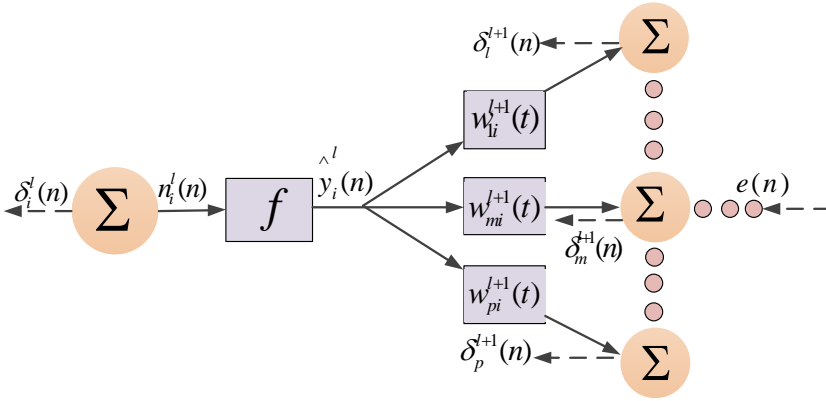 δ_l^{l+1}(n)
Σ
w_{1i}^{l+1}(t)
δ_i^l(n)
Σ
n_i^l(n)
f
ŷ_i^l(n)
w_{mi}^{l+1}(t)
δ_m^{l+1}(n)
Σ
e(n)
w_{pi}^{l+1}(t)
δ_p^{l+1}(n)
Σ